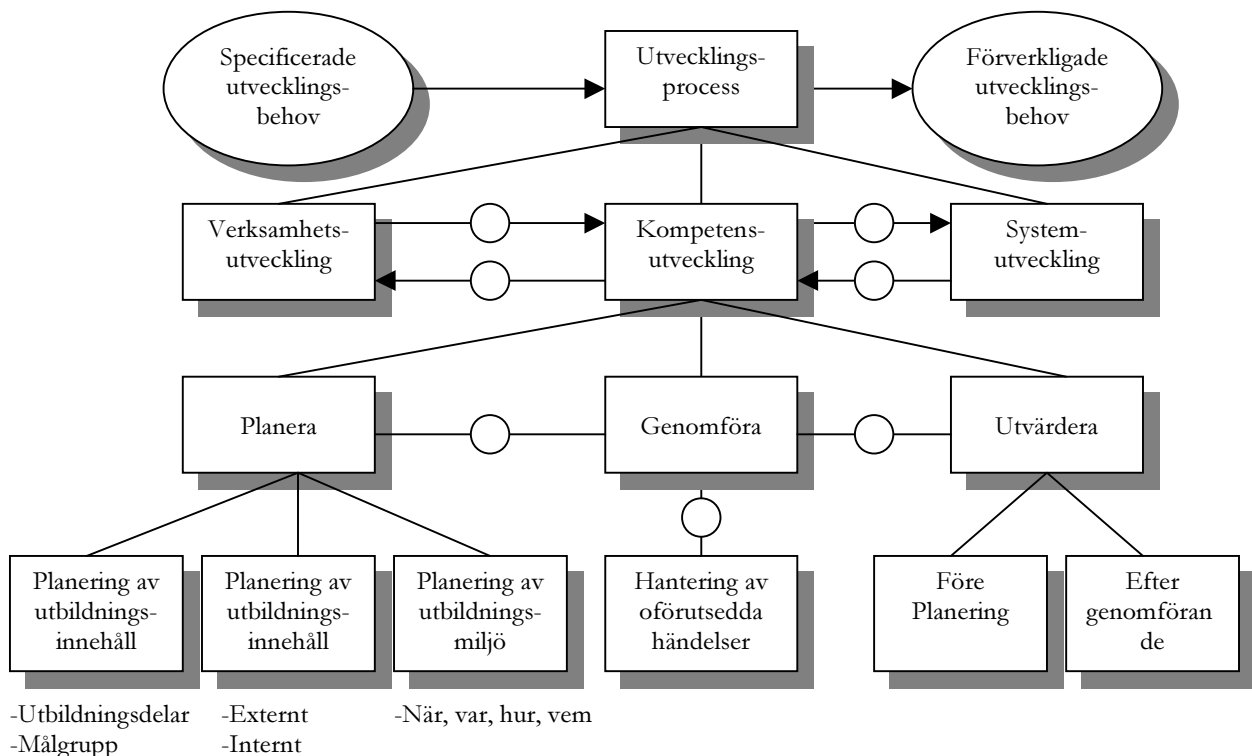 Specificerade
utvecklings-
behov
Utvecklings-
process
Förverkligade
utvecklings-
behov
Verksamhets-
utveckling
Kompetens-
utveckling
System-
utveckling
Planera
Genomföra
Utvärdera
Planering av
utbildnings-
innehåll
Planering av
utbildnings-
innehåll
Planering av
utbildnings-
miljö
Hantering av
oförutsedda
händelser
Före
Planering
Efter
genomföran
de
-Utbildningsdelar
-Målgrupp
-Externt
-Internt
-När, var, hur, vem